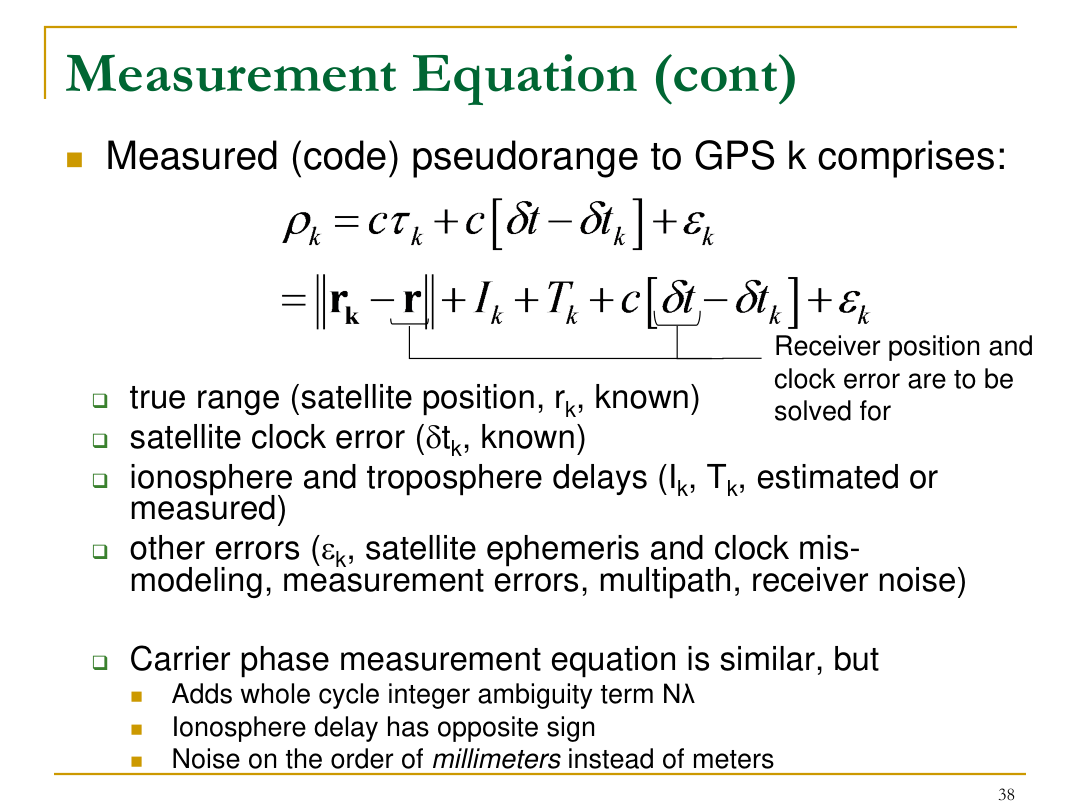 Measurement Equation (cont)
Measured (code) pseudorange to GPS k comprises:
ρₖ = cτₖ + c[δt − δtₖ] + εₖ
= ‖rₖ − r‖ + Iₖ + Tₖ + c[δt − δtₖ] + εₖ
Receiver position and
clock error are to be
solved for
true range (satellite position, rₖ, known)
satellite clock error (δtₖ, known)
ionosphere and troposphere delays (Iₖ, Tₖ, estimated or
measured)
other errors (εₖ, satellite ephemeris and clock mis-
modeling, measurement errors, multipath, receiver noise)
Carrier phase measurement equation is similar, but
Adds whole cycle integer ambiguity term Nλ
Ionosphere delay has opposite sign
Noise on the order of millimeters instead of meters
38